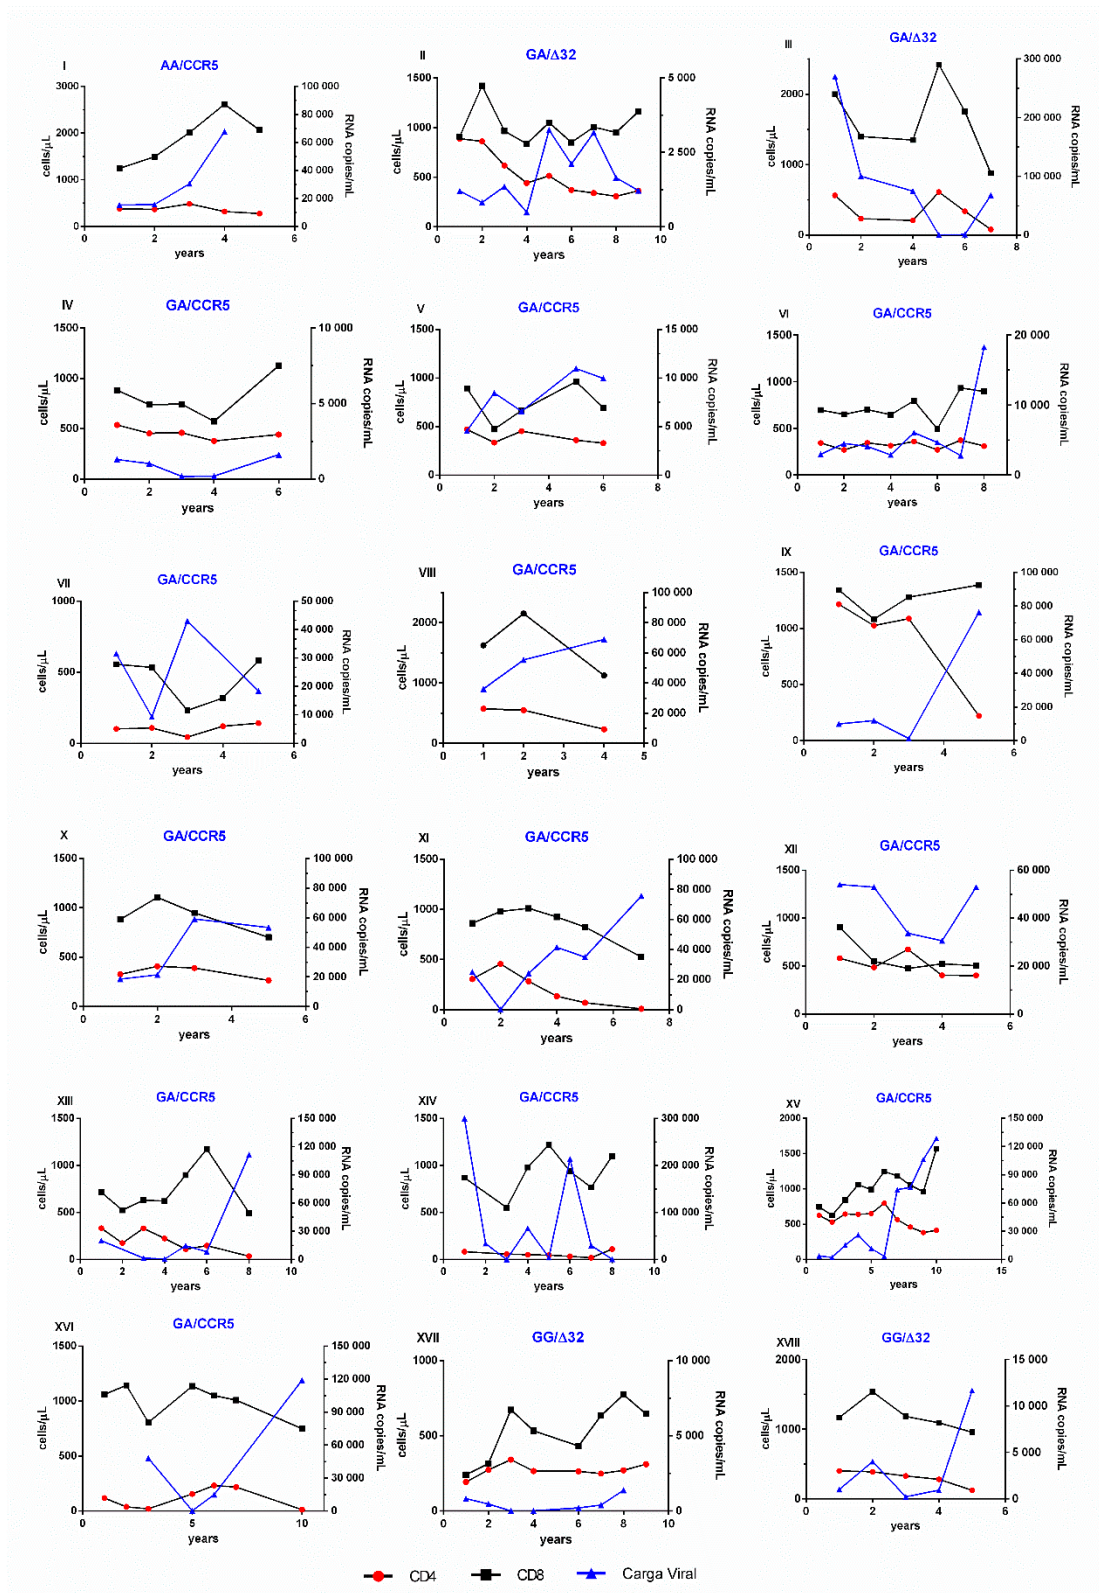 I
AA/CCR5
3000
2000
1000
0
100 000
80 000
60 000
40 000
20 000
0
0 2 4 6
cells/µL
RNA copies/mL
years
II
GA/Δ32
1500
1000
500
0
5 000
2 500
0
0 2 4 6 8 10
cells/µL
RNA copies/mL
years
III
GA/Δ32
2000
1000
0
300 000
200 000
100 000
0
0 2 4 6 8
cells/µL
RNA copies/mL
years
IV
GA/CCR5
1500
1000
500
0
10 000
5 000
0
0 2 4 6
cells/µL
RNA copies/mL
years
V
GA/CCR5
1500
1000
500
0
15 000
10 000
5 000
0
0 2 4 6 8
cells/µL
RNA copies/mL
years
VI
GA/CCR5
1500
1000
500
0
20 000
10 000
0
0 2 4 6 8
cells/µL
RNA copies/mL
years
VII
GA/CCR5
1000
500
0
50 000
40 000
30 000
20 000
10 000
0
0 2 4 6
cells/µL
RNA copies/mL
years
VIII
GA/CCR5
2000
1000
0
100 000
80 000
60 000
40 000
20 000
0
0 1 2 3 4 5
cells/µL
RNA copies/mL
years
IX
GA/CCR5
1500
1000
500
0
100 000
80 000
60 000
40 000
20 000
0
0 2 4 6
cells/µL
RNA copies/mL
years
X
GA/CCR5
1500
1000
500
0
100 000
80 000
60 000
40 000
20 000
0
0 2 4 6
cells/µL
RNA copies/mL
years
XI
GA/CCR5
1500
1000
500
0
100 000
80 000
60 000
40 000
20 000
0
0 2 4 6 8
cells/µL
RNA copies/mL
years
XII
GA/CCR5
1500
1000
500
0
60 000
40 000
20 000
0
0 2 4 6
cells/µL
RNA copies/mL
years
XIII
GA/CCR5
1500
1000
500
0
150 000
120 000
90 000
60 000
30 000
0
0 2 4 6 8 10
cells/µL
RNA copies/mL
years
XIV
GA/CCR5
1500
1000
500
0
300 000
200 000
100 000
0
0 2 4 6 8
cells/µL
RNA copies/mL
years
XV
GA/CCR5
2000
1500
1000
500
0
150 000
120 000
90 000
60 000
30 000
0
0 5 10 15
cells/µL
RNA copies/mL
years
XVI
GA/CCR5
1500
1000
500
0
150 000
120 000
90 000
60 000
30 000
0
0 5 10
cells/µL
RNA copies/mL
years
XVII
GG/Δ32
1000
500
0
10 000
5 000
0
0 2 4 6 8 10
cells/µL
RNA copies/mL
years
XVIII
GG/Δ32
2000
1000
0
15 000
10 000
5 000
0
0 2 4 6
cells/µL
RNA copies/mL
years
CD4 CD8 Carga Viral